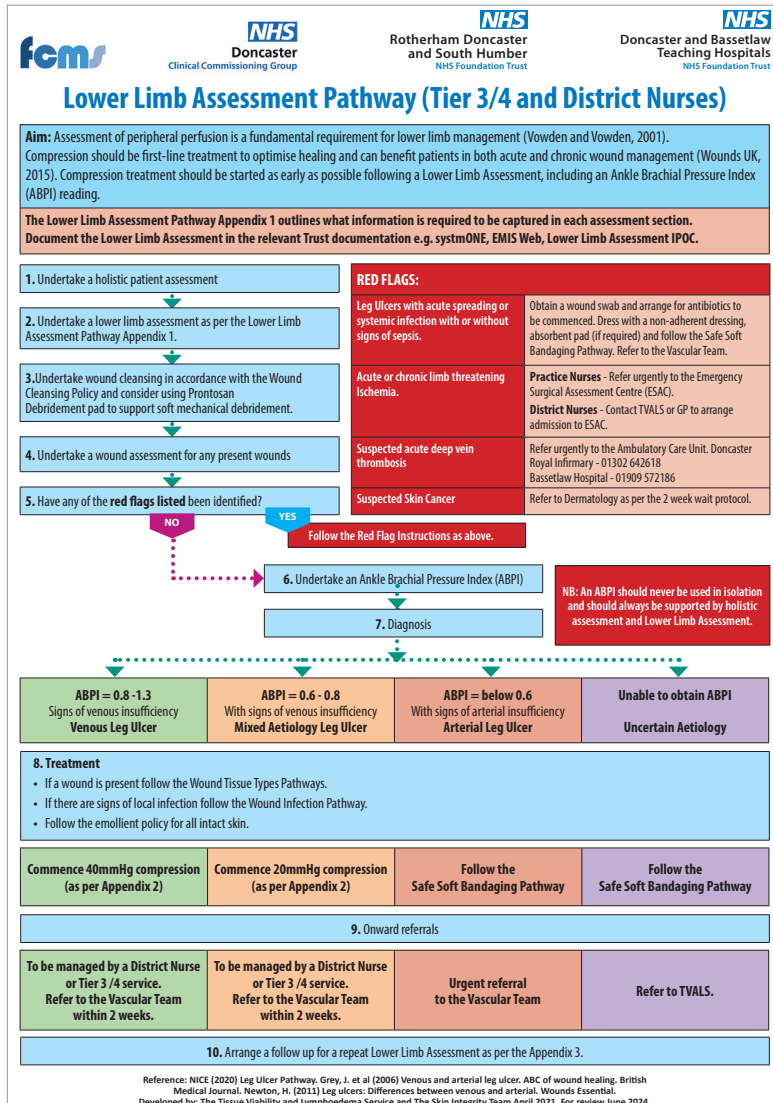 fcms
NHS
Doncaster
Clinical Commissioning Group
NHS
Rotherham Doncaster
and South Humber
NHS Foundation Trust
NHS
Doncaster and Bassetlaw
Teaching Hospitals
NHS Foundation Trust
Lower Limb Assessment Pathway (Tier 3/4 and District Nurses)
Aim: Assessment of peripheral perfusion is a fundamental requirement for lower limb management (Vowden and Vowden, 2001).
Compression should be first-line treatment to optimise healing and can benefit patients in both acute and chronic wound management (Wounds UK,
2015). Compression treatment should be started as early as possible following a Lower Limb Assessment, including an Ankle Brachial Pressure Index
(ABPI) reading.
The Lower Limb Assessment Pathway Appendix 1 outlines what information is required to be captured in each assessment section.
Document the Lower Limb Assessment in the relevant Trust documentation e.g. systmONE, EMIS Web, Lower Limb Assessment IPOC.
1. Undertake a holistic patient assessment
2. Undertake a lower limb assessment as per the Lower Limb
Assessment Pathway Appendix 1.
3.Undertake wound cleansing in accordance with the Wound
Cleansing Policy and consider using Prontosan
Debridement pad to support soft mechanical debridement.
4. Undertake a wound assessment for any present wounds
5. Have any of the red flags listed been identified?
RED FLAGS:
Leg Ulcers with acute spreading or
systemic infection with or without
signs of sepsis.
Obtain a wound swab and arrange for antibiotics to
be commenced. Dress with a non-adherent dressing,
absorbent pad (if required) and follow the Safe Soft
Bandaging Pathway. Refer to the Vascular Team.
Acute or chronic limb threatening
Ischemia.
Practice Nurses - Refer urgently to the Emergency
Surgical Assessment Centre (ESAC).
District Nurses - Contact TVALS or GP to arrange
admission to ESAC.
Suspected acute deep vein
thrombosis
Refer urgently to the Ambulatory Care Unit. Doncaster
Royal Infirmary - 01302 642618
Bassetlaw Hospital - 01909 572186
Suspected Skin Cancer
Refer to Dermatology as per the 2 week wait protocol.
NO
YES
Follow the Red Flag Instructions as above.
6. Undertake an Ankle Brachial Pressure Index (ABPI)
7. Diagnosis
NB: An ABPI should never be used in isolation
and should always be supported by holistic
assessment and Lower Limb Assessment.
ABPI = 0.8 -1.3
Signs of venous insufficiency
Venous Leg Ulcer
ABPI = 0.6 - 0.8
With signs of venous insufficiency
Mixed Aetiology Leg Ulcer
ABPI = below 0.6
With signs of arterial insufficiency
Arterial Leg Ulcer
Unable to obtain ABPI
Uncertain Aetiology
8. Treatment
• If a wound is present follow the Wound Tissue Types Pathways.
• If there are signs of local infection follow the Wound Infection Pathway.
• Follow the emollient policy for all intact skin.
Commence 40mmHg compression
(as per Appendix 2)
Commence 20mmHg compression
(as per Appendix 2)
Follow the
Safe Soft Bandaging Pathway
Follow the
Safe Soft Bandaging Pathway
9. Onward referrals
To be managed by a District Nurse
or Tier 3 /4 service.
Refer to the Vascular Team
within 2 weeks.
To be managed by a District Nurse
or Tier 3 /4 service.
Refer to the Vascular Team
within 2 weeks.
Urgent referral
to the Vascular Team
Refer to TVALS.
10. Arrange a follow up for a repeat Lower Limb Assessment as per the Appendix 3.
Reference: NICE (2020) Leg Ulcer Pathway. Grey, J. et al (2006) Venous and arterial leg ulcer. ABC of wound healing. British
Medical Journal. Newton, H. (2011) Leg ulcers: Differences between venous and arterial. Wounds Essential.
Developed by: The Tissue Viability and Lymphoedema Service and The Skin Integrity Team April 2021. For review June 2024